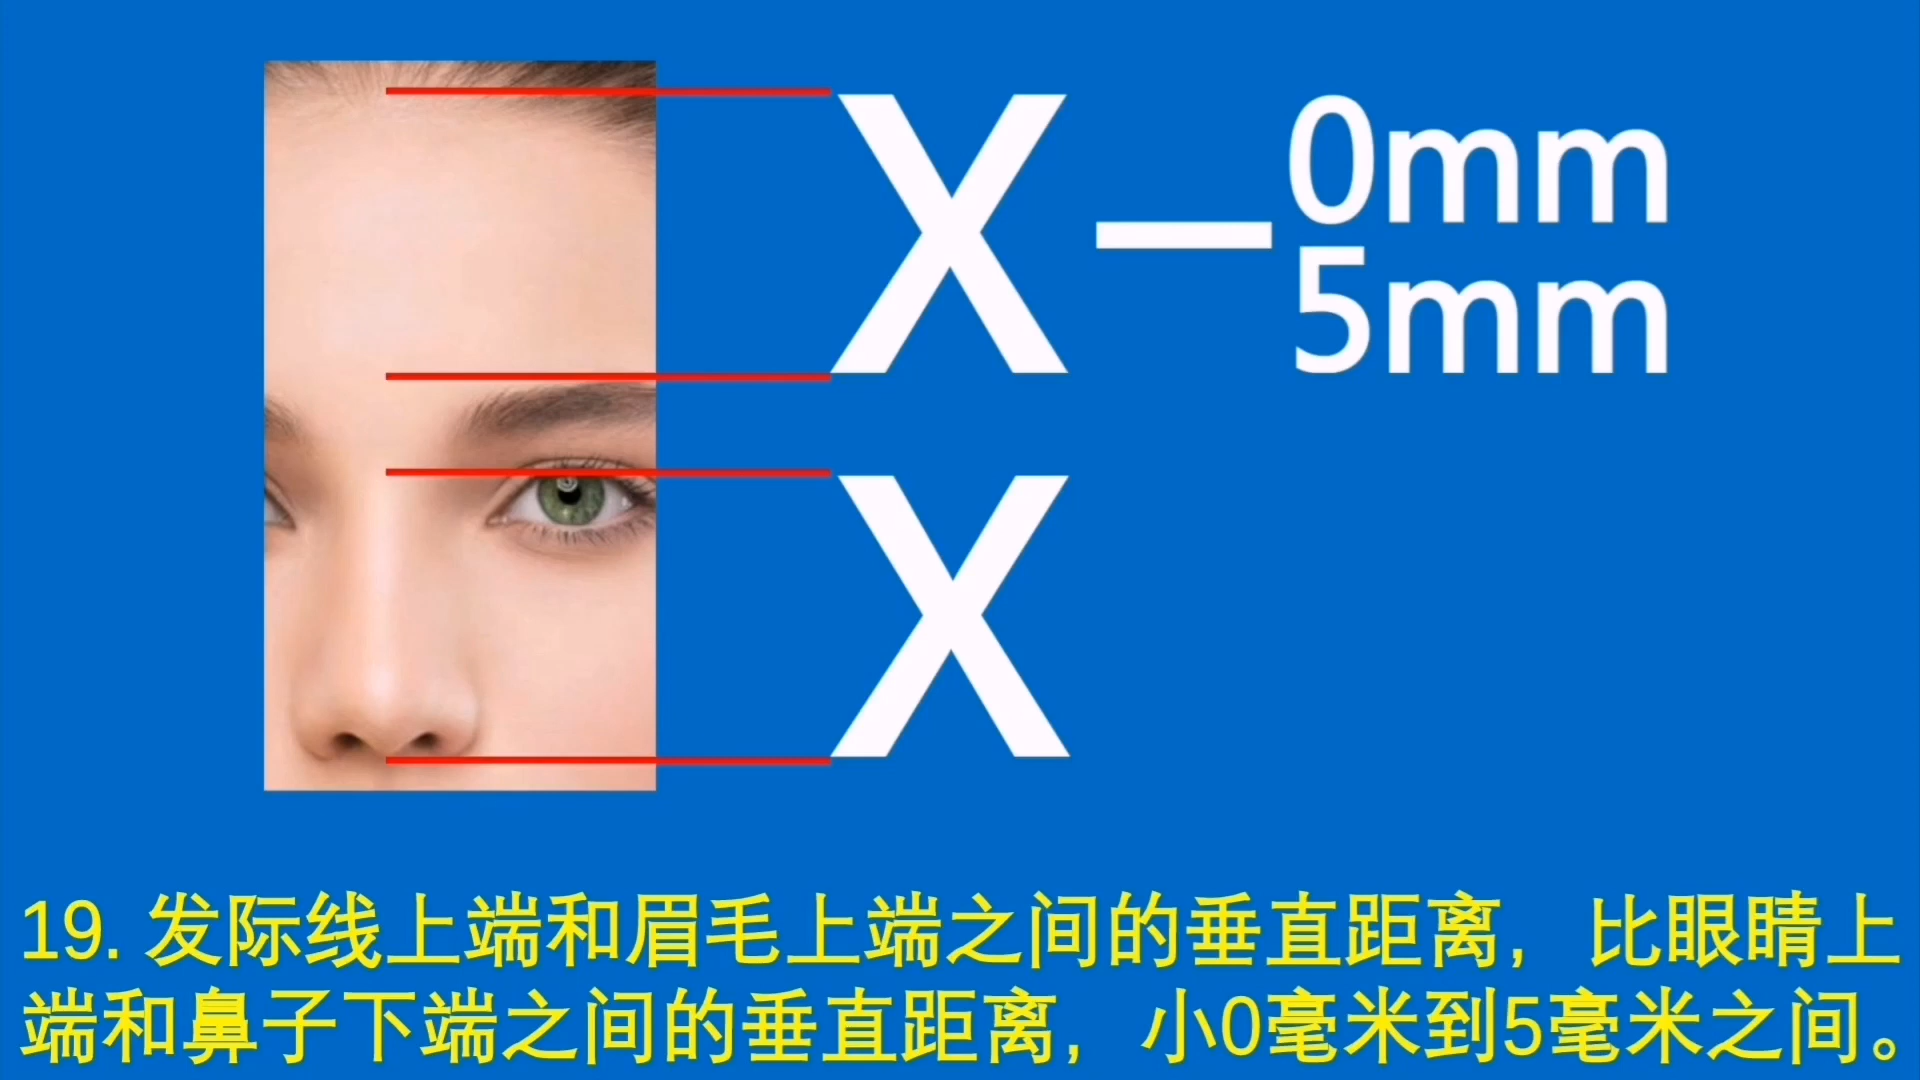 X
0mm
5mm
X
19. 发际线上端和眉毛上端之间的垂直距离，比眼睛上
端和鼻子下端之间的垂直距离，小0毫米到5毫米之间。